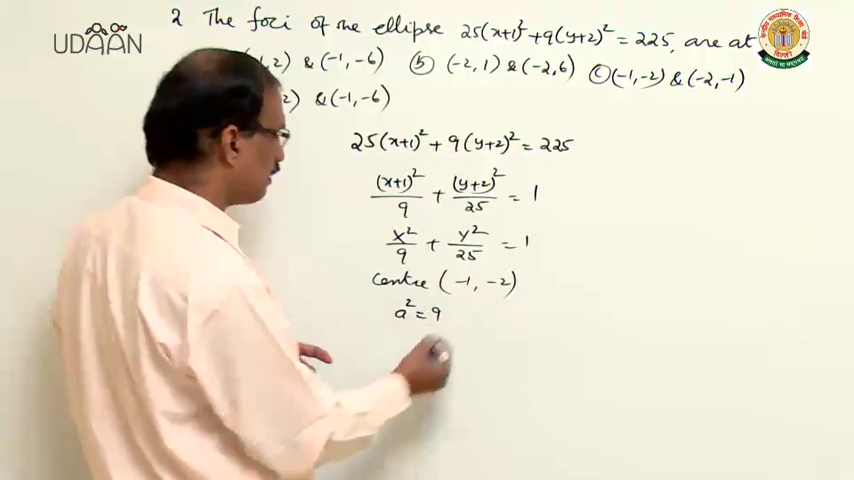 2 The foci of the ellipse 25(x+1)² + 9(y+2)² = 225, are at
UDAAN
,2) & (-1, -6) (b) (-2, 1) & (-2, 6) (c) (-1, -2) & (-2, -1)
2) & (-1, -6)
25(x+1)² + 9(y+2)² = 225
(x+1)²/9 + (y+2)²/25 = 1
X²/9 + Y²/25 = 1
Centre (-1, -2)
a² = 9